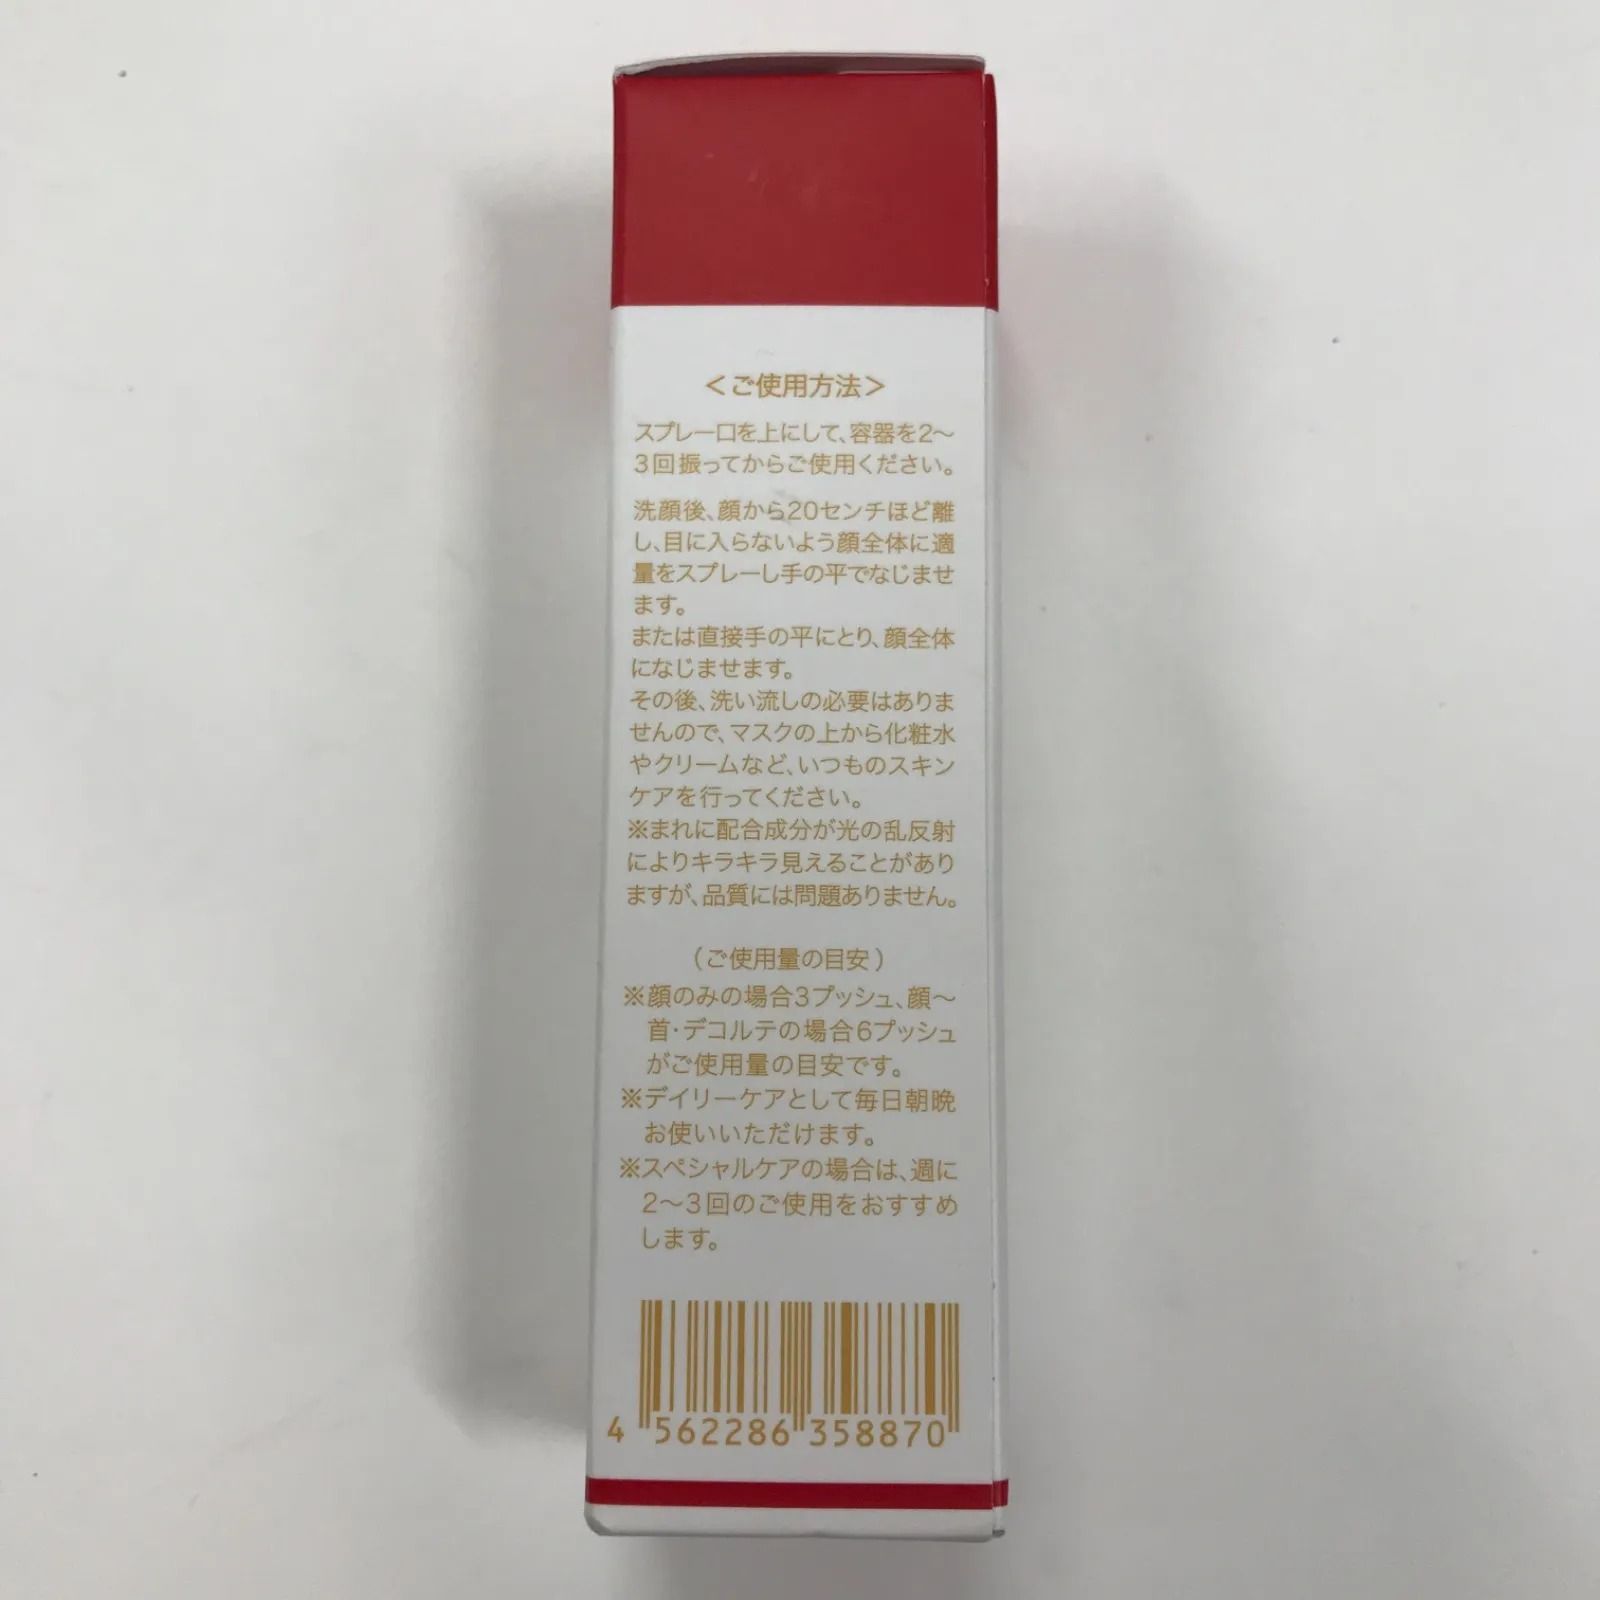 ＜ご使用方法＞
スプレー口を上にして、容器を2～
3回振ってからご使用ください。
洗顔後、顔から20センチほど離
し、目に入らないよう顔全体に適
量をスプレーし手の平でなじませ
ます。
または直接手の平にとり、顔全体
になじませます。
その後、洗い流しの必要はありま
せんので、マスクの上から化粧水
やクリームなど、いつものスキン
ケアを行ってください。
※まれに配合成分が光の乱反射
によりキラキラ見えることがあり
ますが、品質には問題ありません。
（ご使用量の目安）
※顔のみの場合3プッシュ、顔～
首・デコルテの場合6プッシュ
がご使用量の目安です。
※デイリーケアとして毎日朝晩
お使いいただけます。
※スペシャルケアの場合は、週に
2～3回のご使用をおすすめ
します。
4 562286 358870